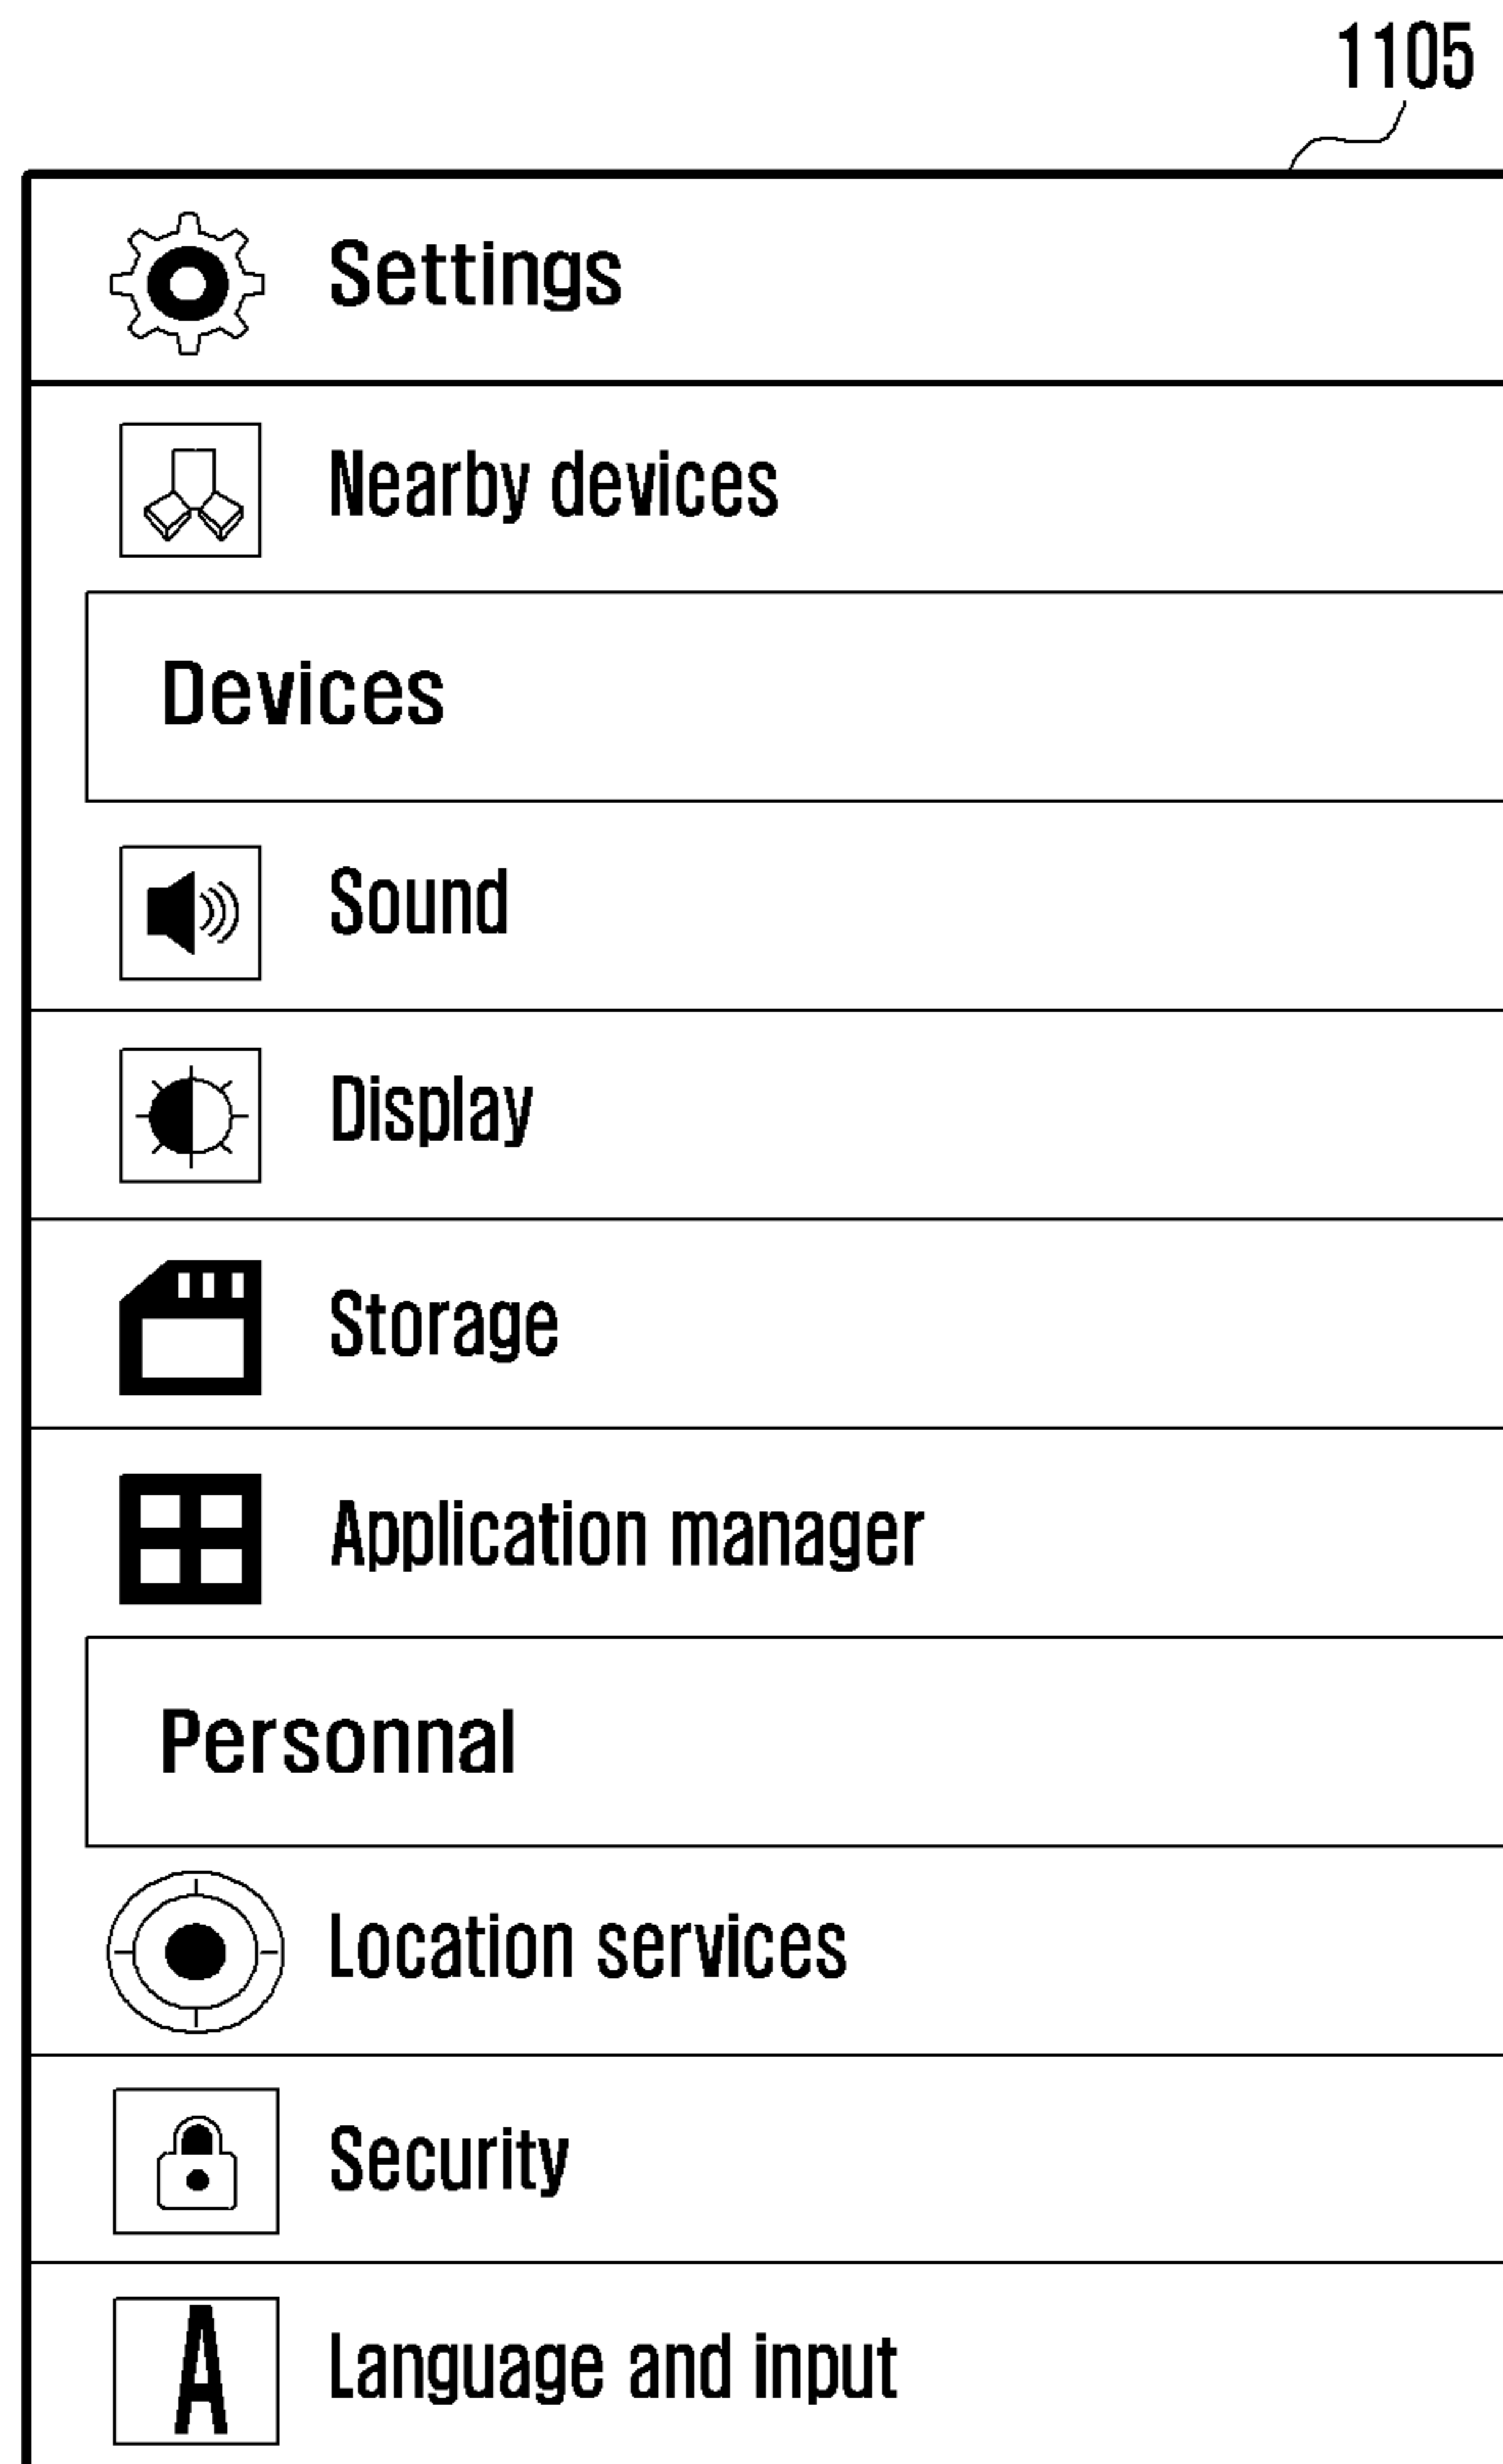 1105
Settings
Nearby devices
Devices
Sound
Display
Storage
Application manager
Personnal
Location services
Security
A
Language and input